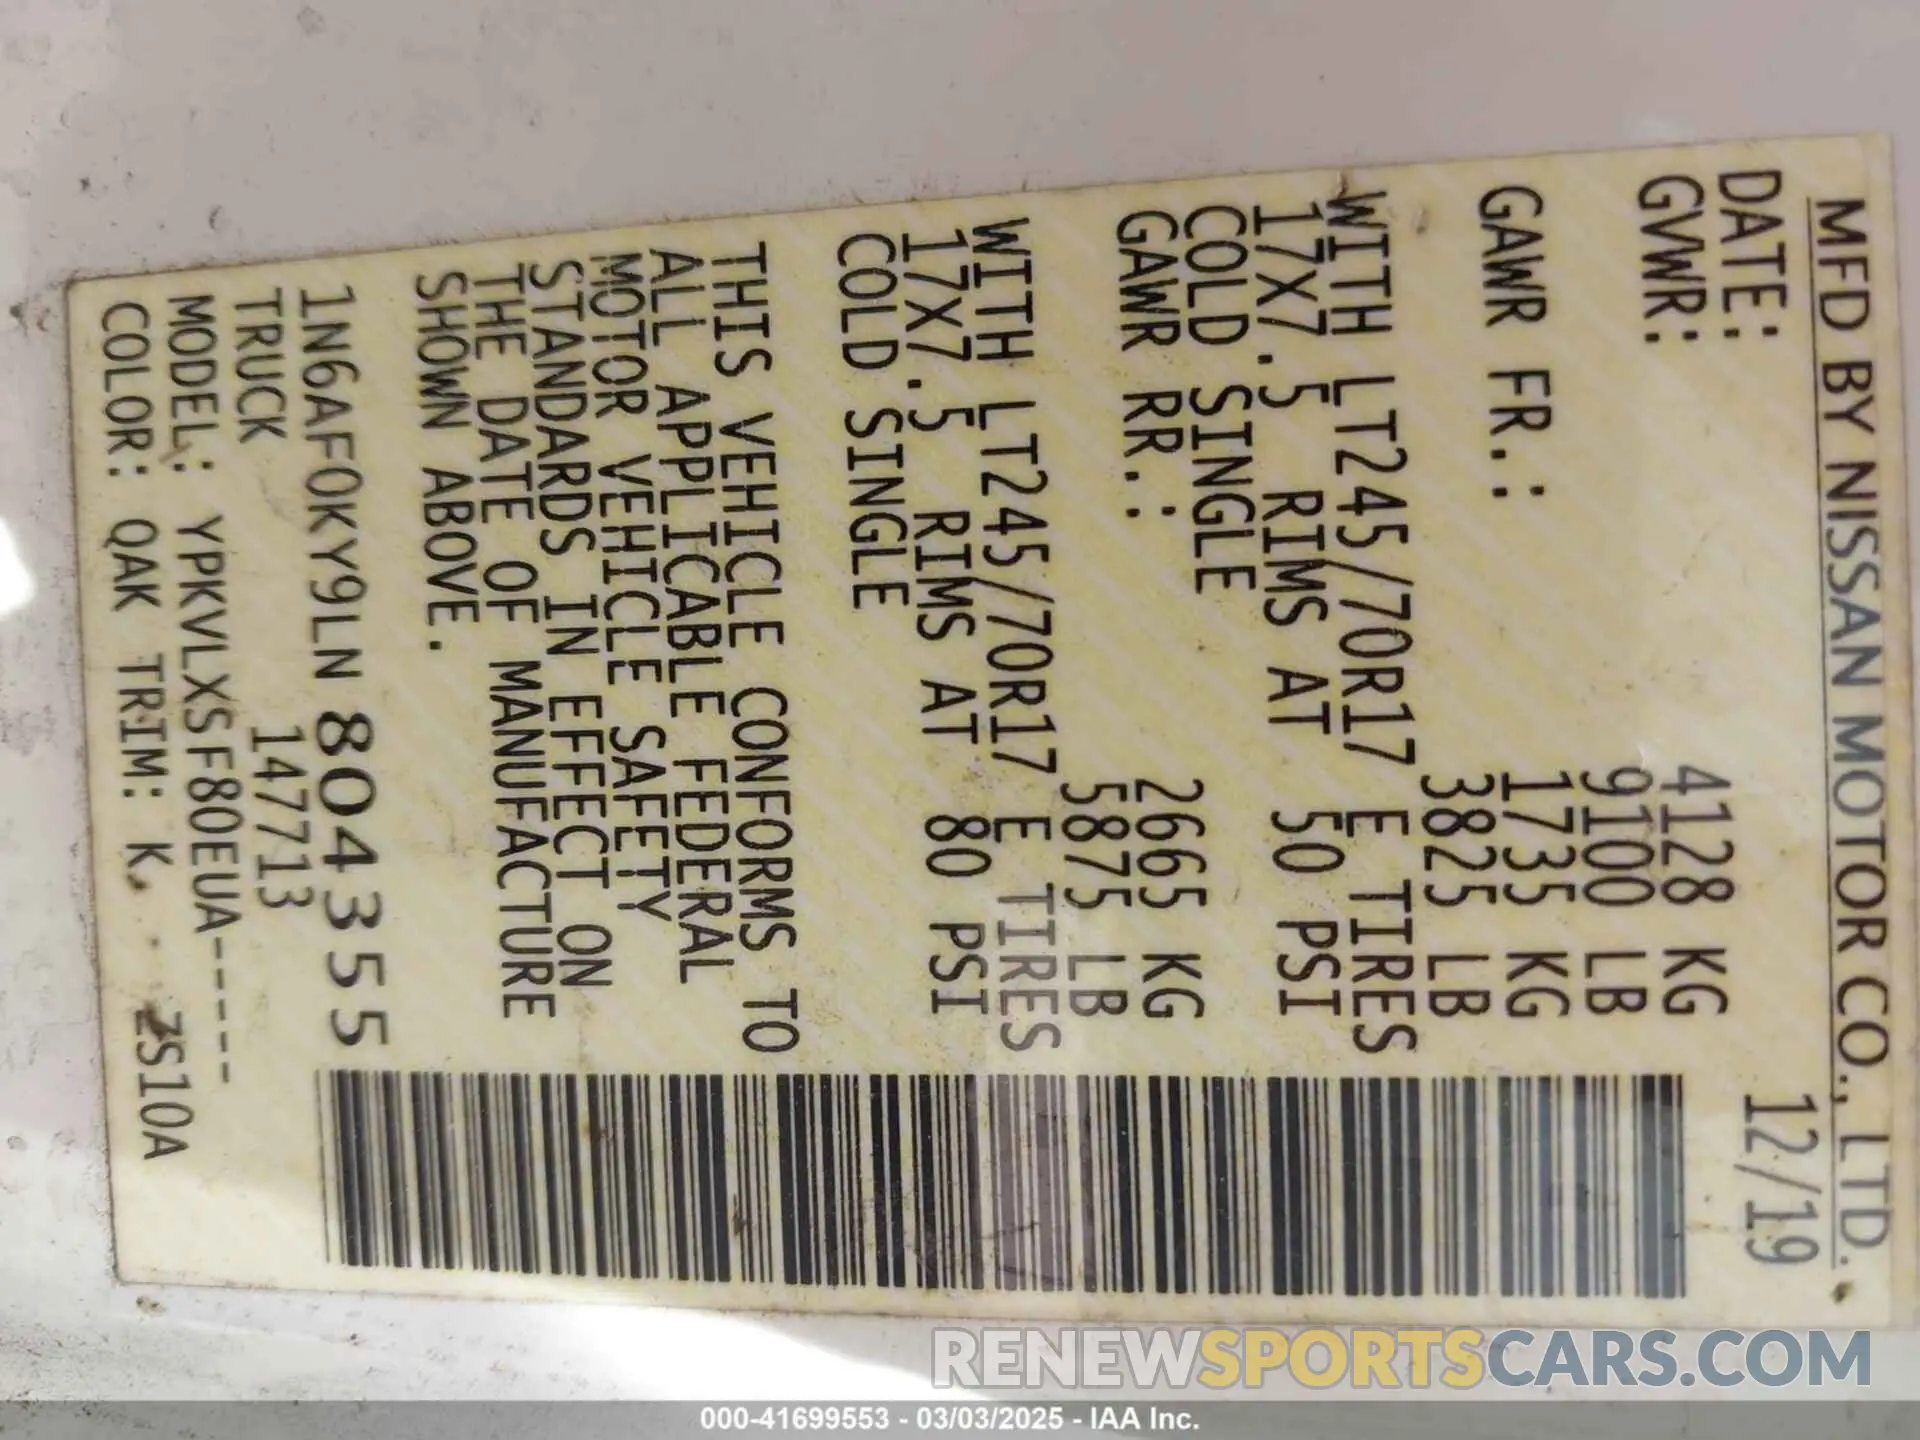 MFD BY NISSAN MOTOR CO., LTD.
DATE: 12/19
GVWR: 4128 KG
9100 LB
GAWR FR.: 1735 KG
3825 LB
WITH LT245/70R17 E TIRES
17X7.5 RIMS AT 50 PSI
COLD SINGLE
GAWR RR.: 2665 KG
5875 LB
WITH LT245/70R17 E TIRES
17X7.5 RIMS AT 80 PSI
COLD SINGLE
THIS VEHICLE CONFORMS TO
ALL APPLICABLE FEDERAL
MOTOR VEHICLE SAFETY
STANDARDS IN EFFECT ON
THE DATE OF MANUFACTURE
SHOWN ABOVE.
1N6AF0KY9LN 804355
TRUCK 147713
MODEL: YPKVLXSF80EUA-----
COLOR: QAK TRIM: K ZS10A
RENEWSPORTSCARS.COM
000-41699553 - 03/03/2025 - IAA Inc.